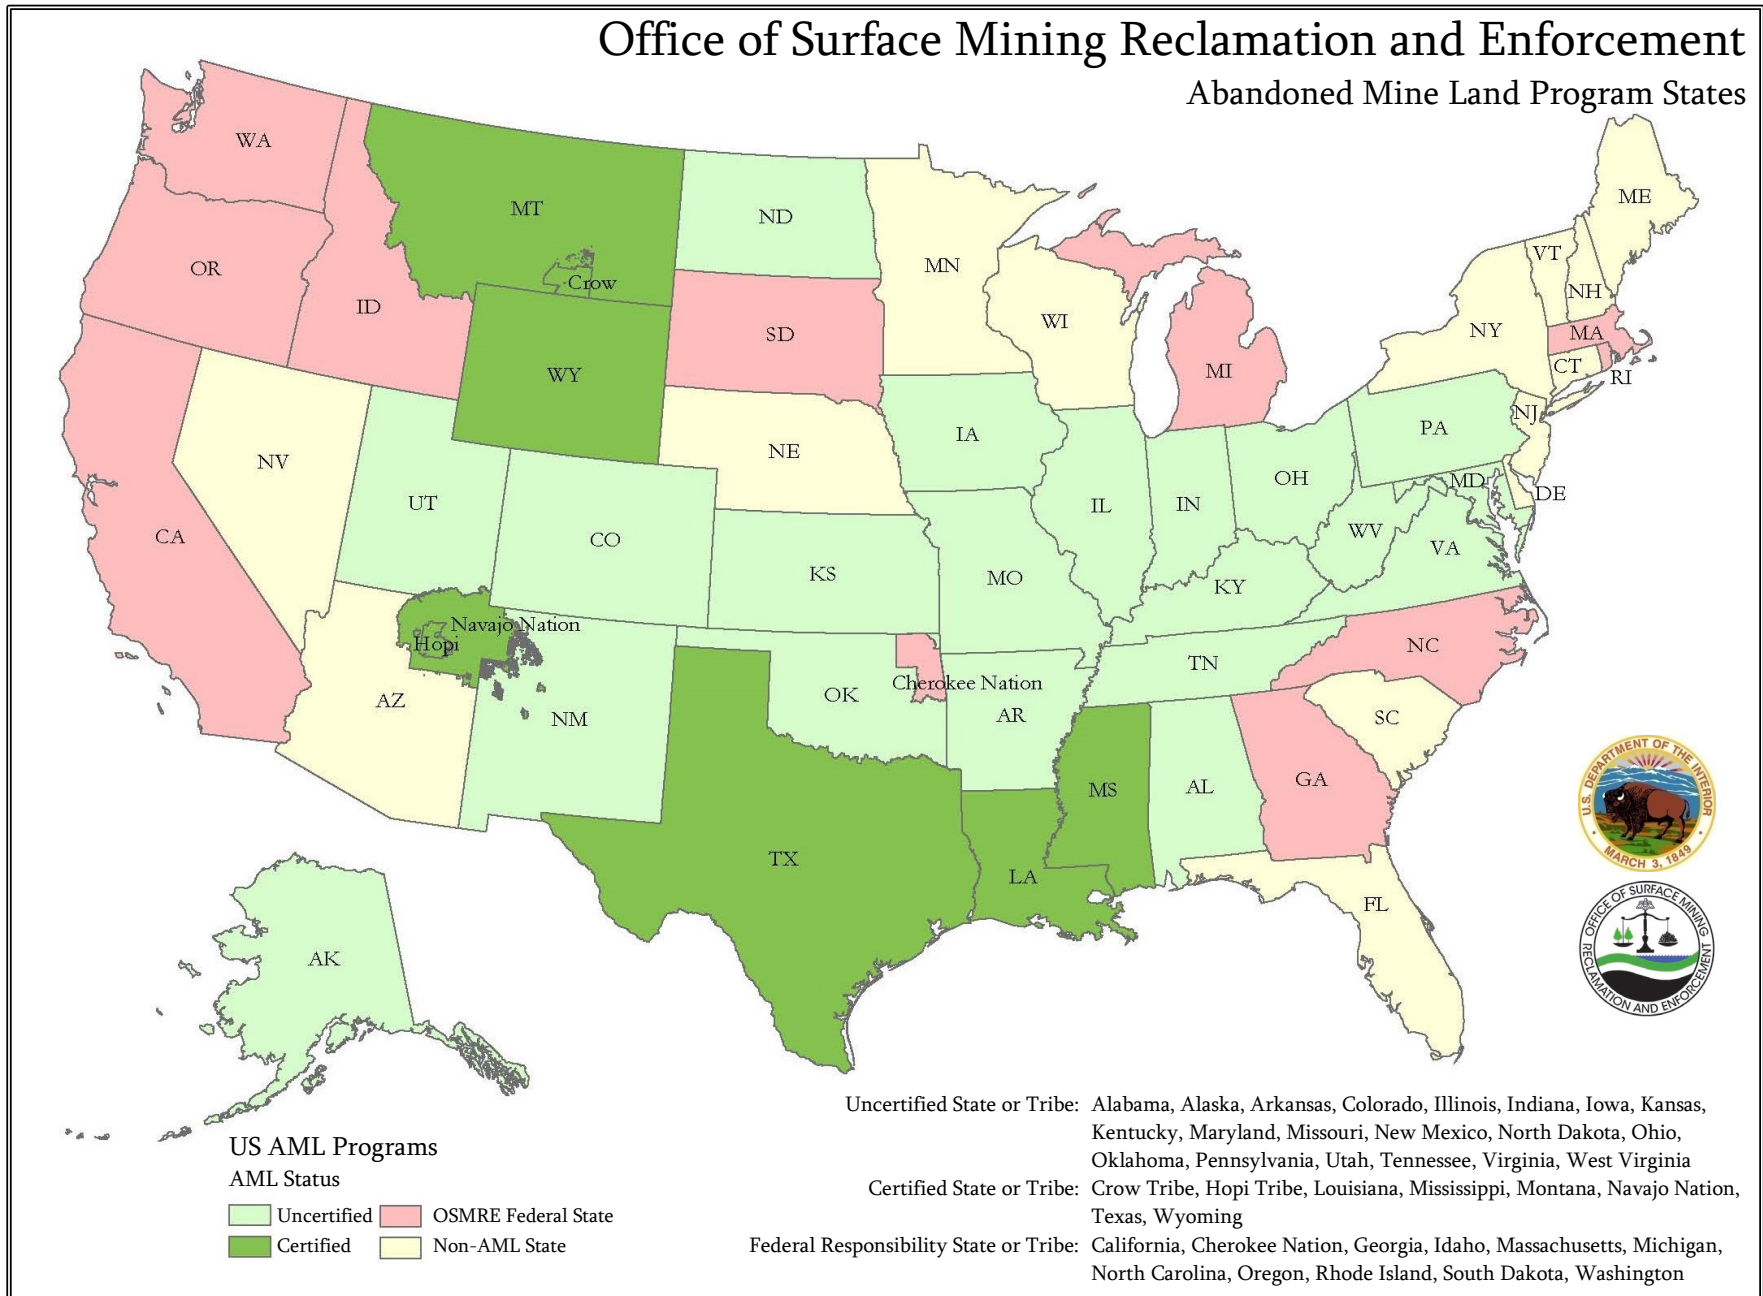 Office of Surface Mining Reclamation and Enforcement
Abandoned Mine Land Program States
WA
MT
ND
ME
OR
ID
Crow
MN
VT
NH
SD
WI
NY
MA
WY
MI
CT
RI
NV
NE
IA
PA
NJ
UT
CO
IL
IN
OH
MD
DE
CA
KS
MO
WV
VA
KY
Navajo Nation
Hopi
NC
TN
AZ
NM
OK
Cherokee Nation
AR
SC
MS
AL
GA
TX
LA
FL
AK
U.S. DEPARTMENT OF THE INTERIOR
MARCH 3, 1849
OFFICE OF SURFACE MINING
RECLAMATION AND ENFORCEMENT
US AML Programs
AML Status
Uncertified
OSMRE Federal State
Certified
Non-AML State
Uncertified State or Tribe: Alabama, Alaska, Arkansas, Colorado, Illinois, Indiana, Iowa, Kansas,
Kentucky, Maryland, Missouri, New Mexico, North Dakota, Ohio,
Oklahoma, Pennsylvania, Utah, Tennessee, Virginia, West Virginia
Certified State or Tribe: Crow Tribe, Hopi Tribe, Louisiana, Mississippi, Montana, Navajo Nation,
Texas, Wyoming
Federal Responsibility State or Tribe: California, Cherokee Nation, Georgia, Idaho, Massachusetts, Michigan,
North Carolina, Oregon, Rhode Island, South Dakota, Washington